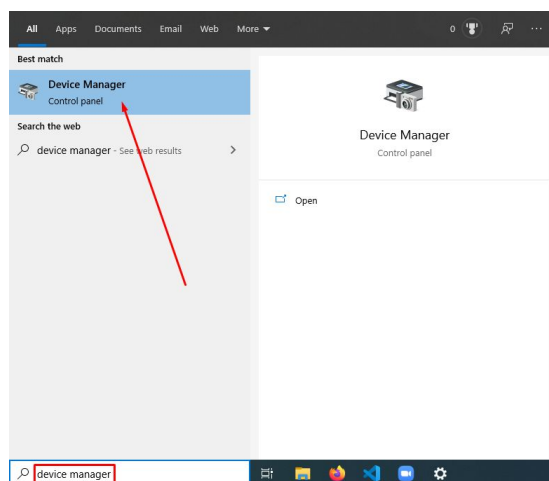 All Apps Documents Email Web More 0 ...
Best match
Device Manager
Control panel
Search the web
device manager - See web results
Device Manager
Control panel
Open
device manager